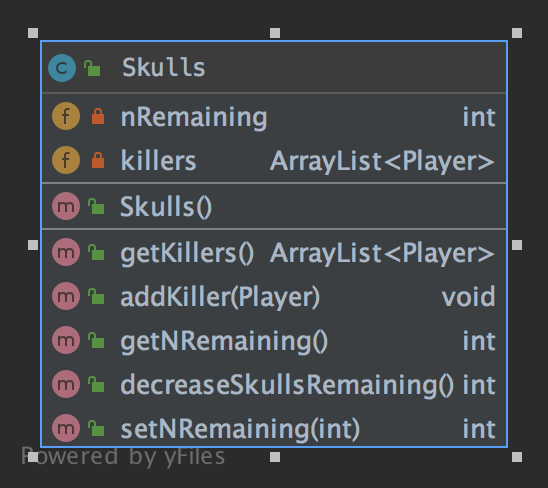 C Skulls
f nRemaining int
f killers ArrayList<Player>
m Skulls()
m getKillers() ArrayList<Player>
m addKiller(Player) void
m getNRemaining() int
m decreaseSkullsRemaining() int
m setNRemaining(int) int
Powered by yFiles